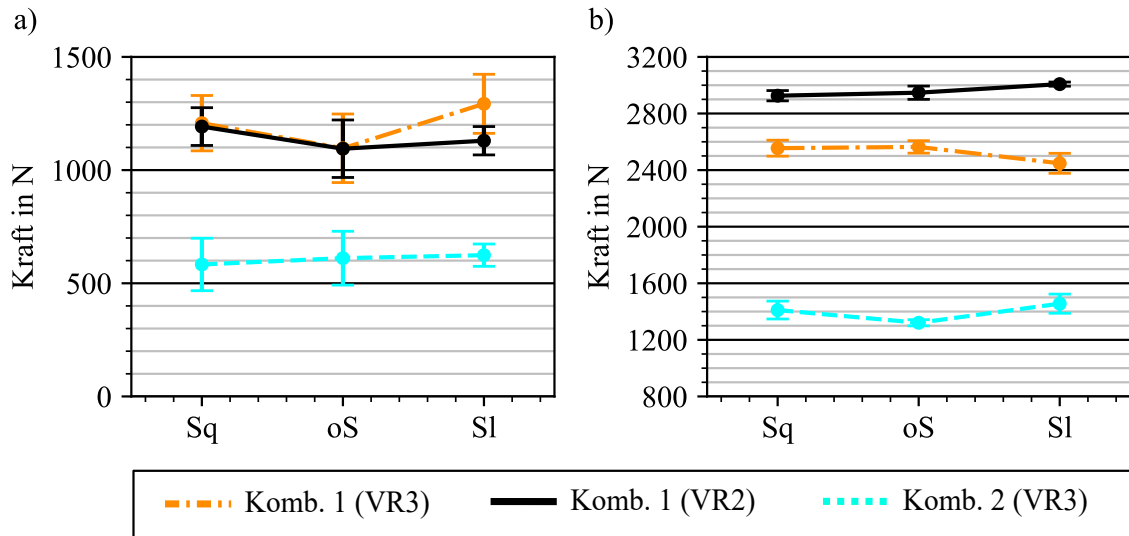 a)
Kraft in N
1500
1000
500
0
Sq oS Sl
b)
Kraft in N
3200
2800
2400
2000
1600
1200
800
Sq oS Sl
Komb. 1 (VR3) Komb. 1 (VR2) Komb. 2 (VR3)